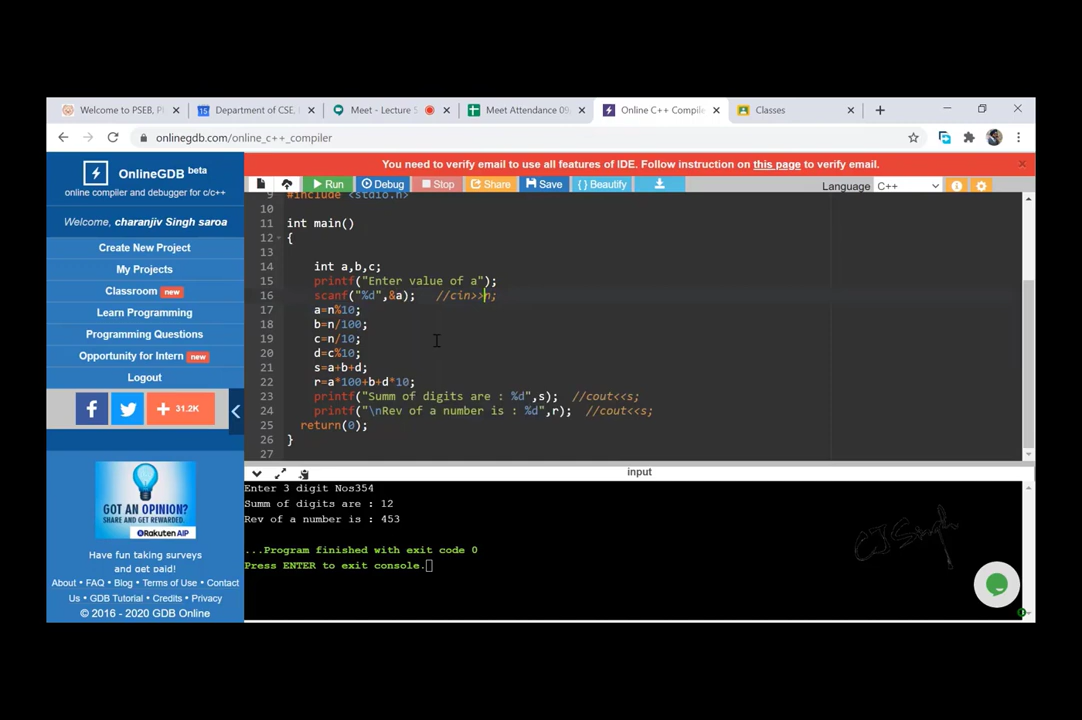 Welcome to PSEB, P
Department of CSE,
Meet - Lecture 5
Meet Attendance 09
Online C++ Compile
Classes
onlinegdb.com/online_c++_compiler
OnlineGDB beta
online compiler and debugger for c/c++
Welcome, charanjiv Singh saroa
Create New Project
My Projects
Classroom new
Learn Programming
Programming Questions
Opportunity for Intern new
Logout
31.2K
GOT AN OPINION?
SHARE AND GET REWARDED.
Rakuten AIP
Have fun taking surveys
and get paid!
About • FAQ • Blog • Terms of Use • Contact
Us • GDB Tutorial • Credits • Privacy
© 2016 - 2020 GDB Online
You need to verify email to use all features of IDE. Follow instruction on this page to verify email.
Run Debug Stop Share Save { } Beautify
Language C++
9 #include <stdio.h>
10
11 int main()
12 {
13
14 int a,b,c;
15 printf("Enter value of a");
16 scanf("%d",&a); //cin>>n;
17 a=n%10;
18 b=n/100;
19 c=n/10;
20 d=c%10;
21 s=a+b+d;
22 r=a*100+b+d*10;
23 printf("Summ of digits are : %d",s); //cout<<s;
24 printf("\nRev of a number is : %d",r); //cout<<s;
25 return(0);
26 }
27
input
Enter 3 digit Nos354
Summ of digits are : 12
Rev of a number is : 453
...Program finished with exit code 0
Press ENTER to exit console.
CJ Singh